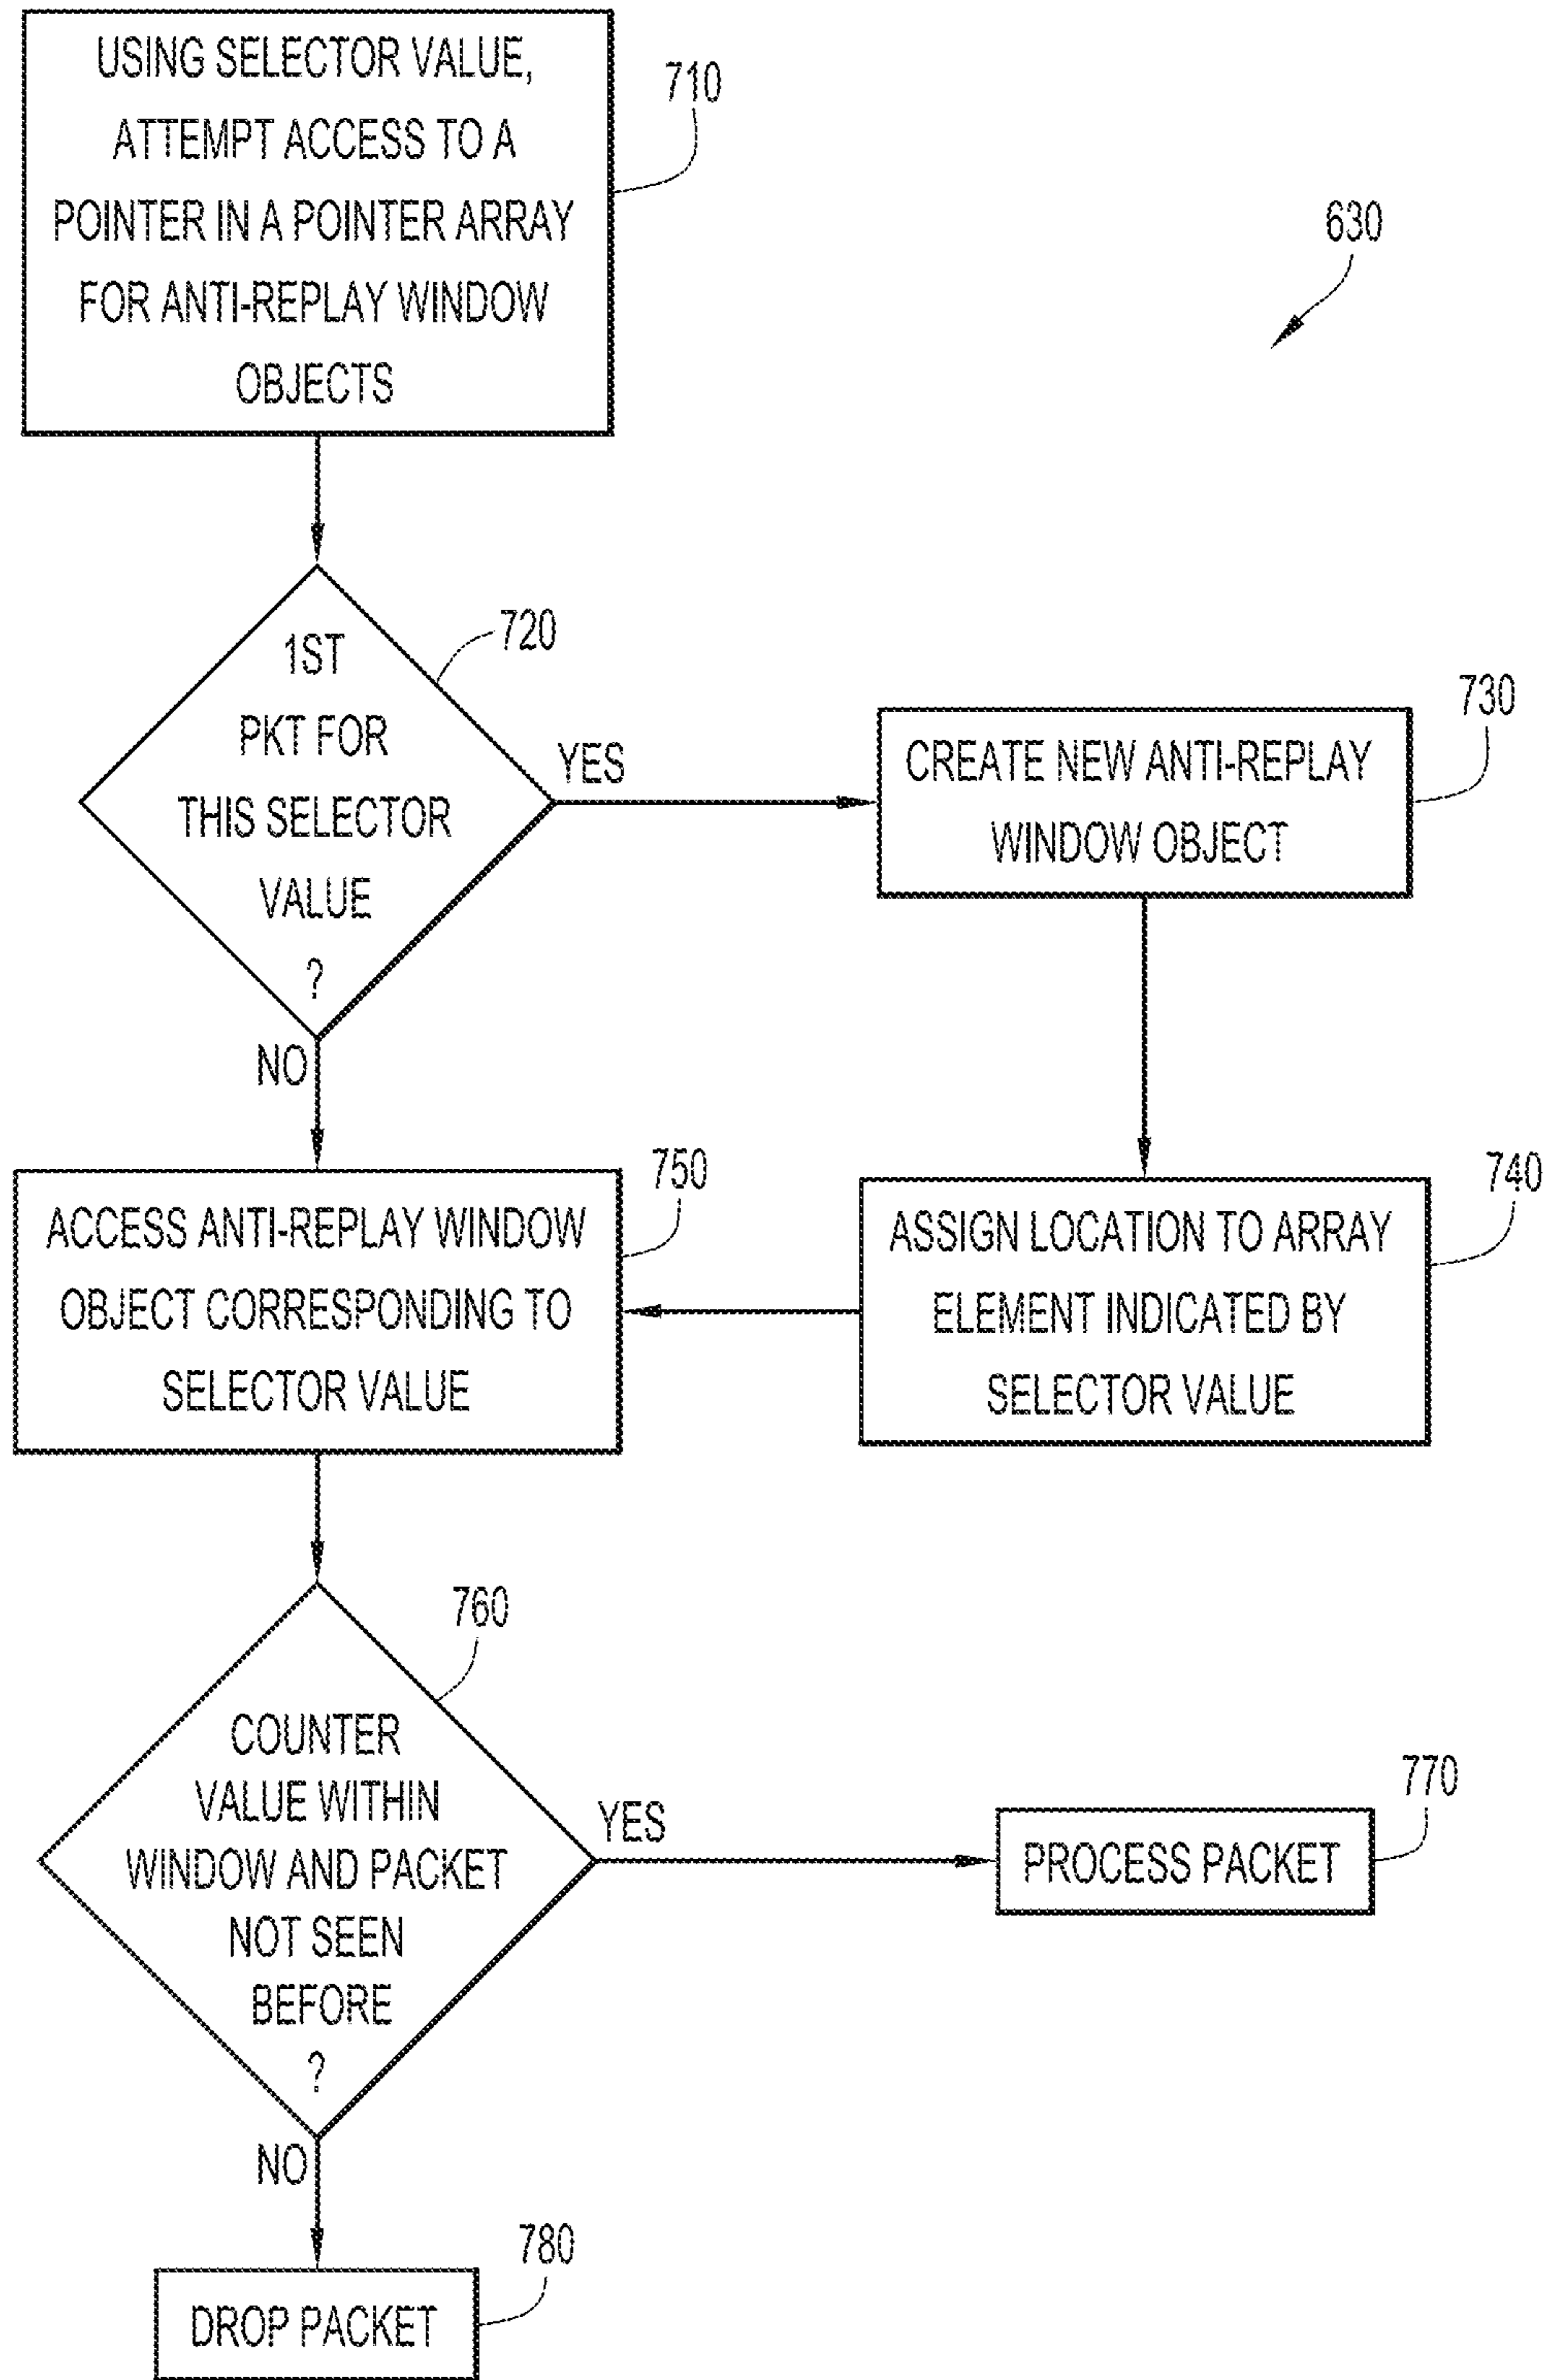 USING SELECTOR VALUE,
ATTEMPT ACCESS TO A
POINTER IN A POINTER ARRAY
FOR ANTI-REPLAY WINDOW
OBJECTS
710
630
1ST
PKT FOR
THIS SELECTOR
VALUE
?
720
YES
NO
CREATE NEW ANTI-REPLAY
WINDOW OBJECT
730
ASSIGN LOCATION TO ARRAY
ELEMENT INDICATED BY
SELECTOR VALUE
740
ACCESS ANTI-REPLAY WINDOW
OBJECT CORRESPONDING TO
SELECTOR VALUE
750
COUNTER
VALUE WITHIN
WINDOW AND PACKET
NOT SEEN
BEFORE
?
760
YES
NO
PROCESS PACKET
770
DROP PACKET
780